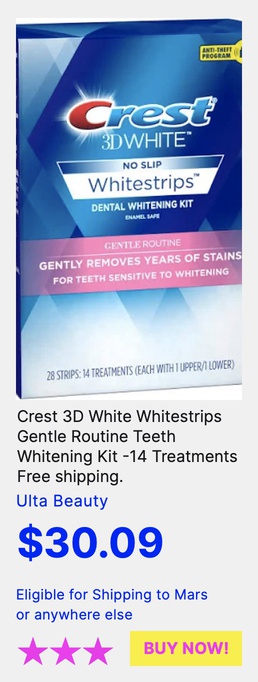 ANTI-THEFT
PROGRAM
Crest
3DWHITE™
NO SLIP
Whitestrips™
DENTAL WHITENING KIT
ENAMEL SAFE
GENTLE ROUTINE
GENTLY REMOVES YEARS OF STAINS
FOR TEETH SENSITIVE TO WHITENING
28 STRIPS: 14 TREATMENTS (EACH WITH 1 UPPER/1 LOWER)
Crest 3D White Whitestrips
Gentle Routine Teeth
Whitening Kit -14 Treatments
Free shipping.
Ulta Beauty
$30.09
Eligible for Shipping to Mars
or anywhere else
BUY NOW!